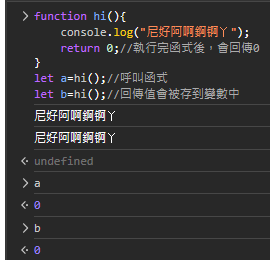 > function hi(){
console.log("尼好阿啊鋼鋼ㄚ");
return 0;//執行完函式後,會回傳0
}
let a=hi();//呼叫函式
let b=hi();//回傳值會被存到變數中
尼好阿啊鋼鋼ㄚ
尼好阿啊鋼鋼ㄚ
undefined
> a
0
> b
0